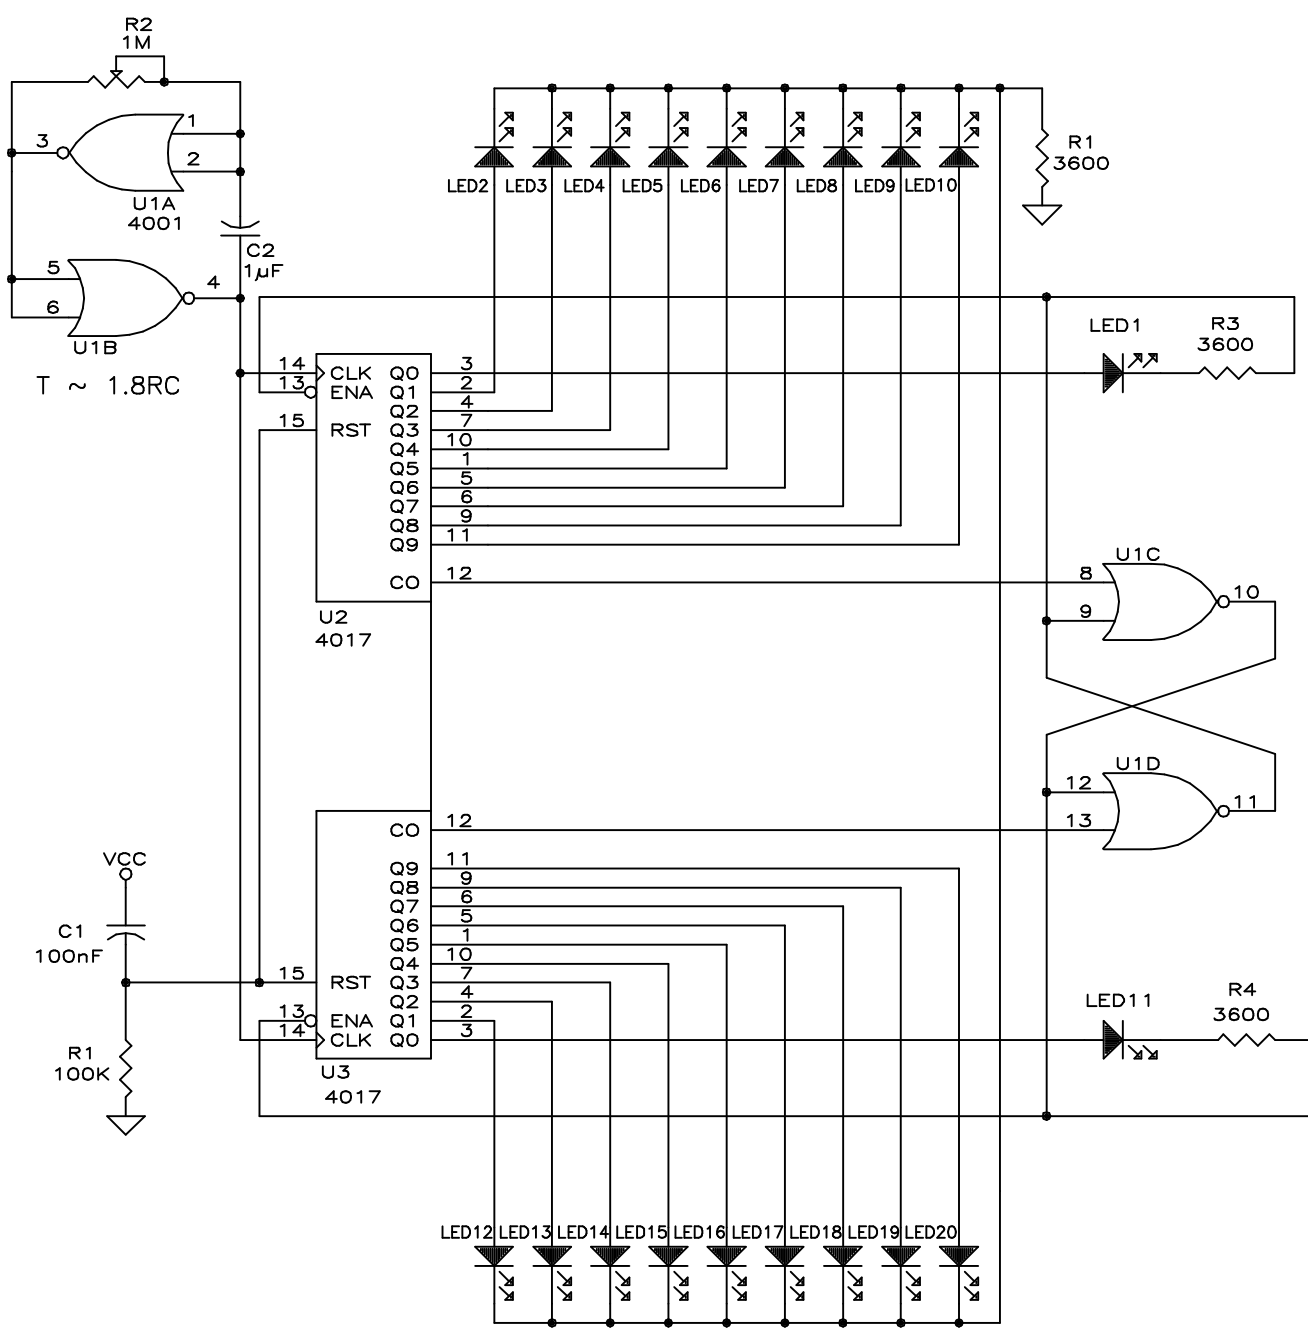 R2
1M
3
1
2
U1A
4001
C2
1µF
5
6
4
U1B
T ~ 1.8RC
LED2 LED3 LED4 LED5 LED6 LED7 LED8 LED9 LED10
R1
3600
LED1
R3
3600
14 CLK Q0 3
13 ENA Q1 2
Q2 4
15 RST Q3 7
Q4 10
Q5 1
Q6 5
Q7 6
Q8 9
Q9 11
CO 12
U2
4017
U1C
8
9
10
U1D
12
13
11
CO 12
Q9 11
Q8 9
Q7 6
Q6 5
Q5 1
Q4 10
15 RST Q3 7
Q2 4
13 ENA Q1 2
14 CLK Q0 3
U3
4017
VCC
C1
100nF
R1
100K
LED11
R4
3600
LED12 LED13 LED14 LED15 LED16 LED17 LED18 LED19 LED20